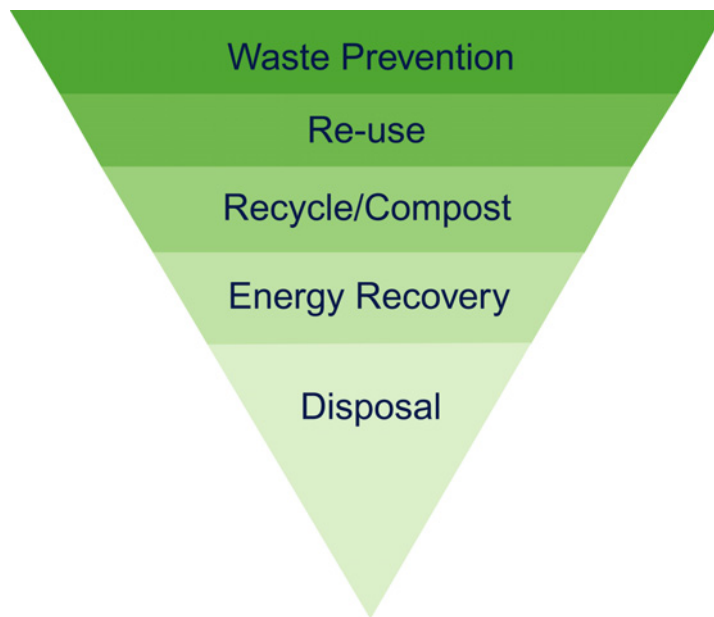 Waste Prevention
Re-use
Recycle/Compost
Energy Recovery
Disposal